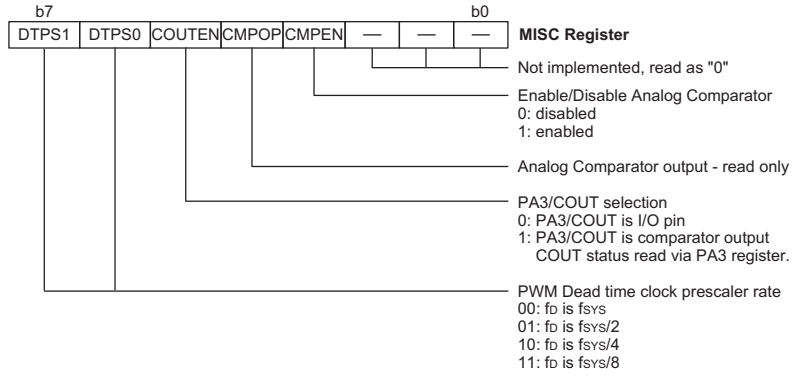 b7 b0
DTPS1 DTPS0 COUTEN CMPOP CMPEN — — — MISC Register
Not implemented, read as "0"
Enable/Disable Analog Comparator
0: disabled
1: enabled
Analog Comparator output - read only
PA3/COUT selection
0: PA3/COUT is I/O pin
1: PA3/COUT is comparator output
COUT status read via PA3 register.
PWM Dead time clock prescaler rate
00: fD is fSYS
01: fD is fSYS/2
10: fD is fSYS/4
11: fD is fSYS/8